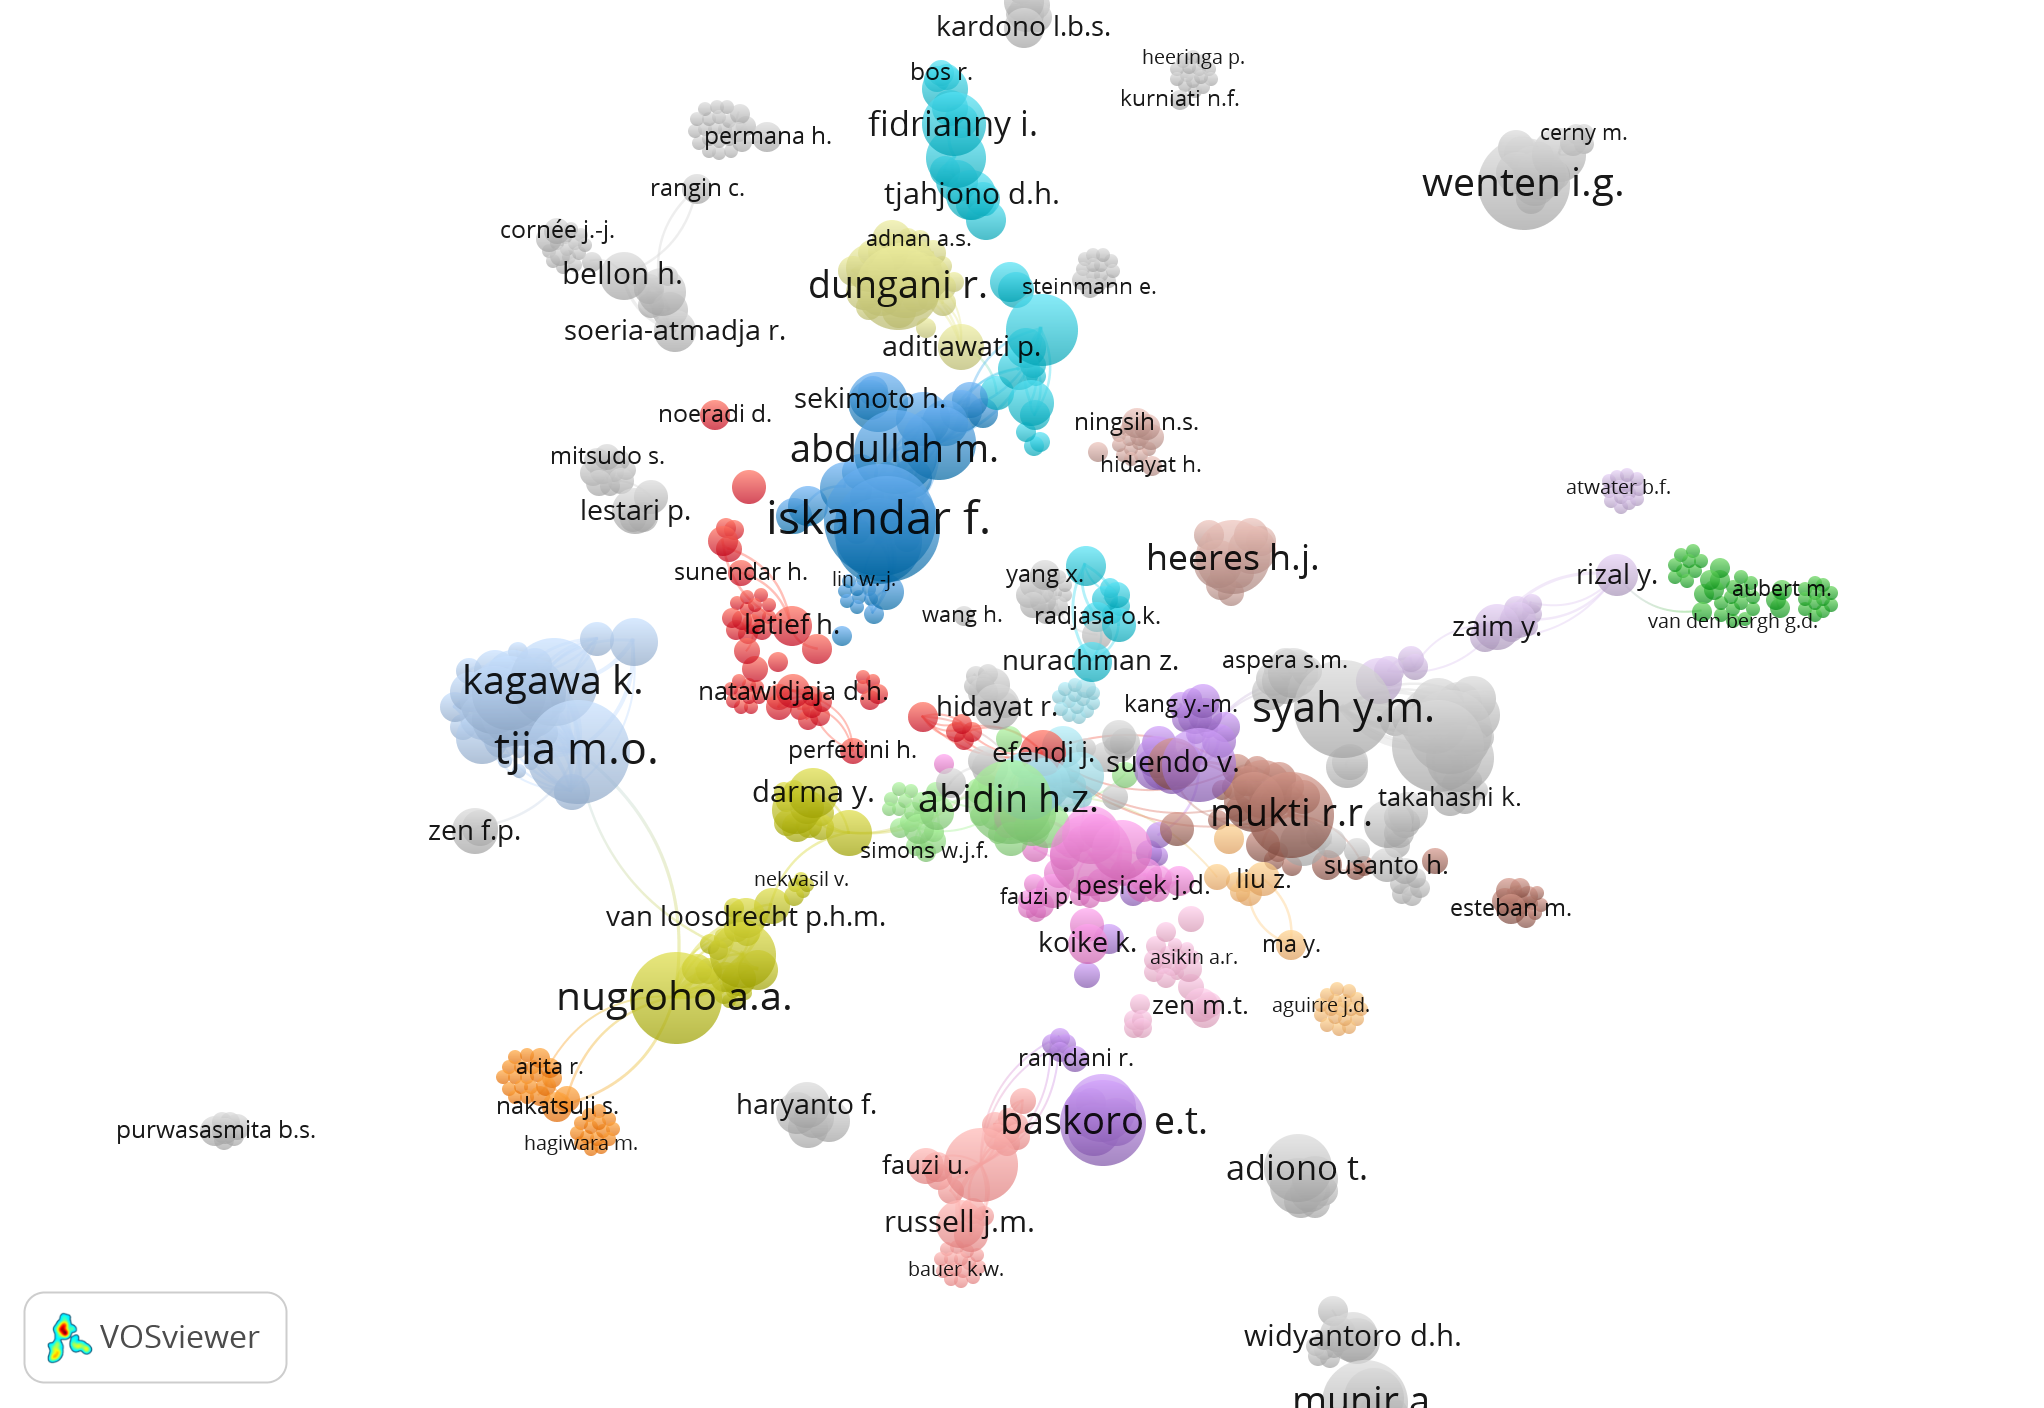 kardono l.b.s.
heeringa p.
bos r.
kurniati n.f.
fidrianny i.
permana h.
cerny m.
wenten i.g.
rangin c.
tjahjono d.h.
cornée j.-j.
adnan a.s.
bellon h.
dungani r.
steinmann e.
soeria-atmadja r.
aditiawati p.
sekimoto h.
noeradi d.
ningsih n.s.
abdullah m.
mitsudo s.
hidayat h.
atwater b.f.
lestari p.
iskandar f.
heeres h.j.
sunendar h.
lin w.-j.
yang x.
rizal y.
aubert m.
wang h.
radjasa o.k.
van den bergh g.d.
latief h.
zaim y.
nurachman z.
aspera s.m.
kagawa k.
natawidjaja d.h.
hidayat r.
kang y.-m.
syah y.m.
tjia m.o.
perfettini h.
efendi j.
suendo v.
darma y.
abidin h.z.
mukti r.r.
takahashi k.
zen f.p.
simons w.j.f.
susanto h.
nekvasil v.
fauzi p.
pesicek j.d.
liu z.
esteban m.
van loosdrecht p.h.m.
koike k.
asikin a.r.
ma y.
nugroho a.a.
zen m.t.
aguirre j.d.
arita r.
ramdani r.
nakatsuji s.
haryanto f.
baskoro e.t.
purwasasmita b.s.
hagiwara m.
fauzi u.
adiono t.
russell j.m.
bauer k.w.
VOSviewer
widyantoro d.h.
munir a